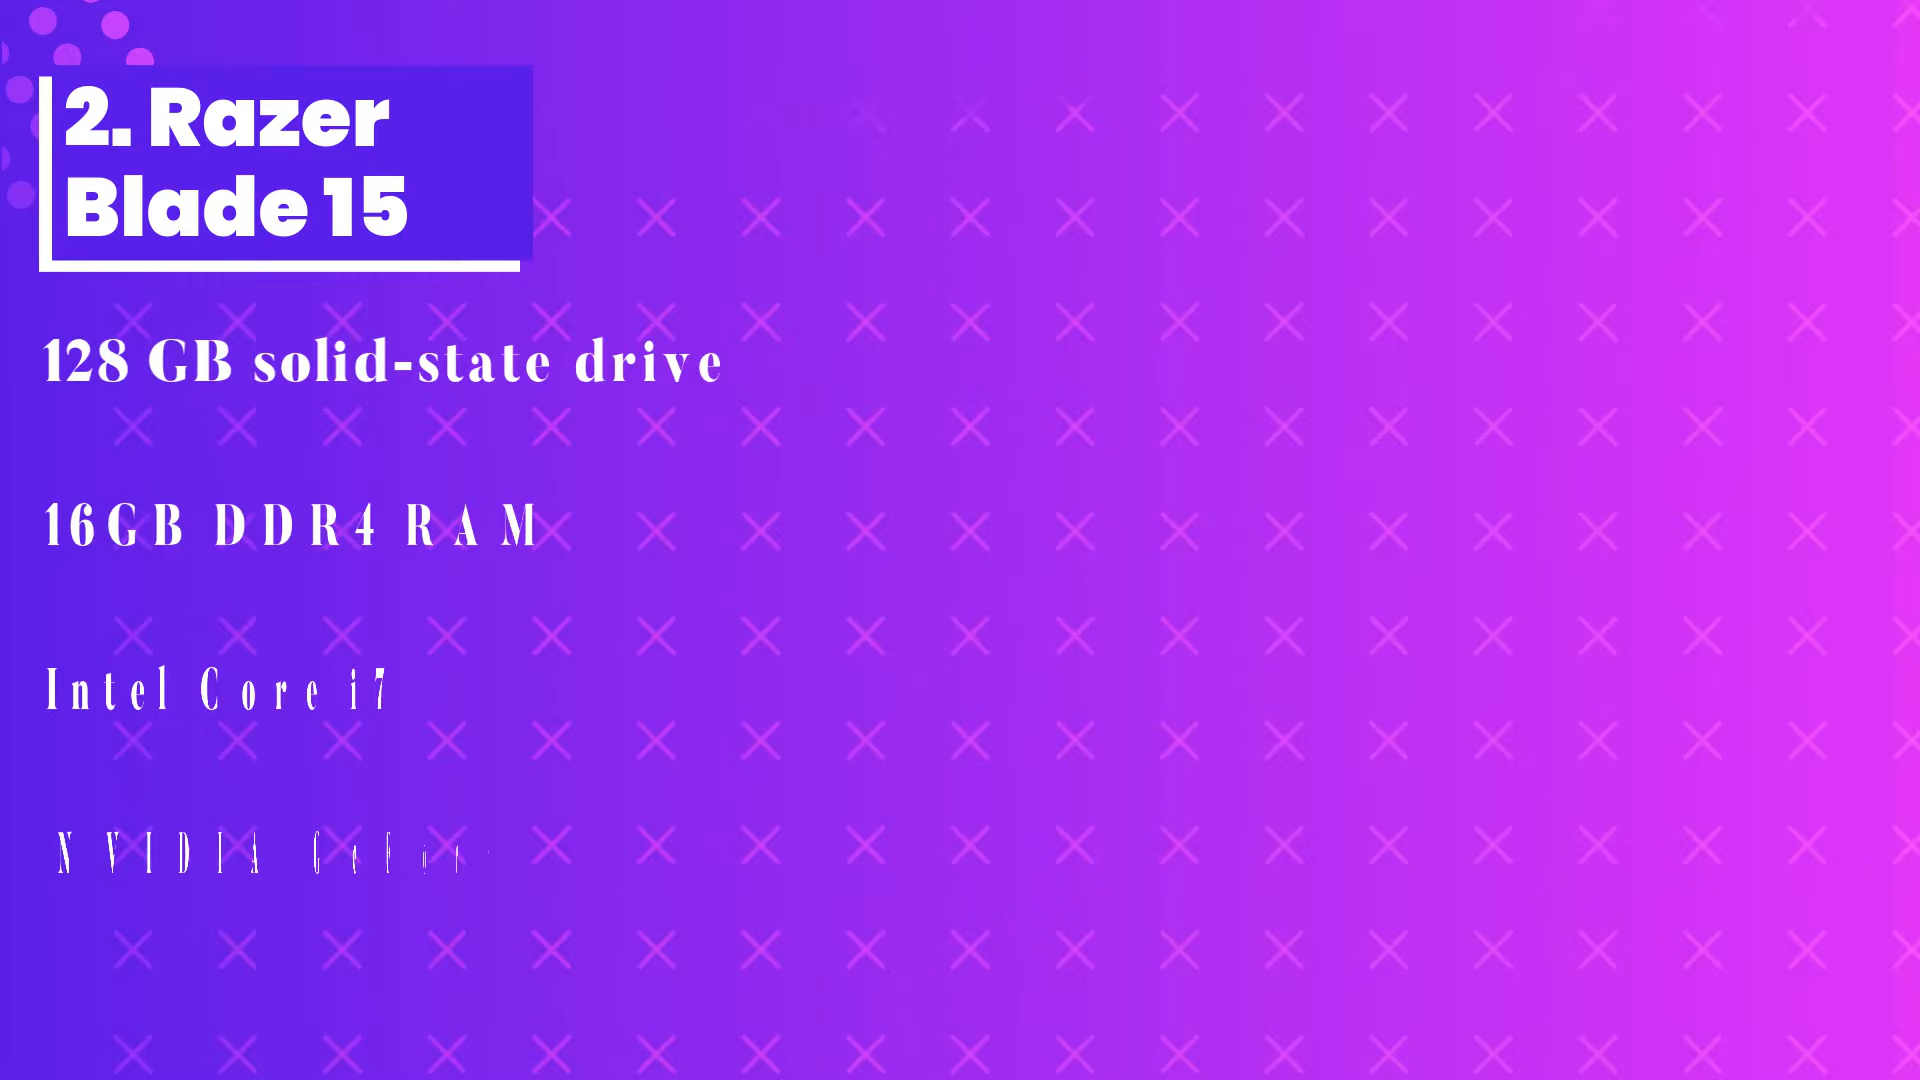 2. Razer
Blade 15
128 GB solid-state drive
16GB DDR4 RAM
Intel Core i7
NVIDIA